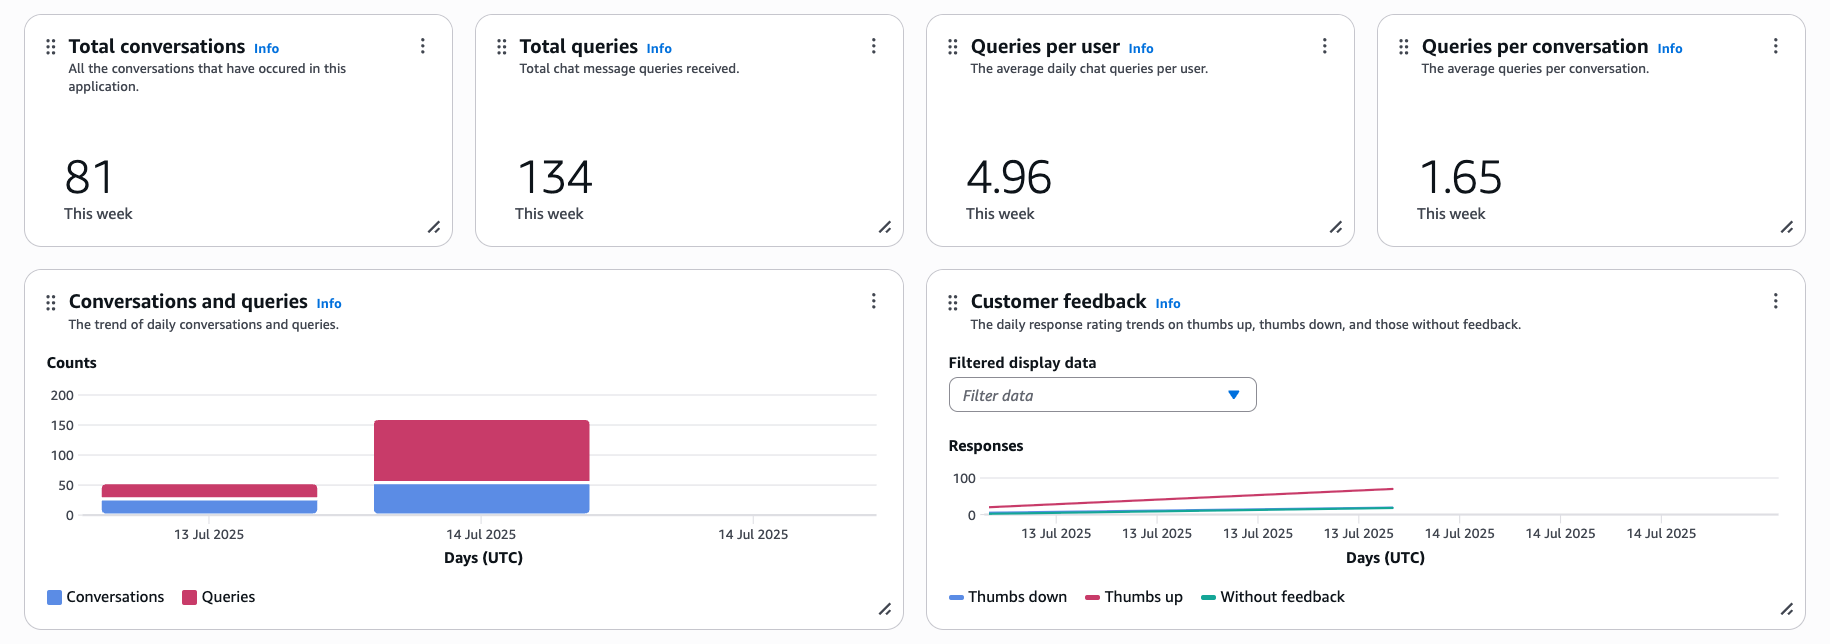 Total conversations Info
All the conversations that have occured in this
application.
81
This week
Total queries Info
Total chat message queries received.
134
This week
Queries per user Info
The average daily chat queries per user.
4.96
This week
Queries per conversation Info
The average queries per conversation.
1.65
This week
Conversations and queries Info
The trend of daily conversations and queries.
Counts
200
150
100
50
0
13 Jul 2025 14 Jul 2025 14 Jul 2025
Days (UTC)
Conversations Queries
Customer feedback Info
The daily response rating trends on thumbs up, thumbs down, and those without feedback.
Filtered display data
Filter data
Responses
100
0
13 Jul 2025 13 Jul 2025 13 Jul 2025 13 Jul 2025 14 Jul 2025 14 Jul 2025 14 Jul 2025
Days (UTC)
Thumbs down Thumbs up Without feedback